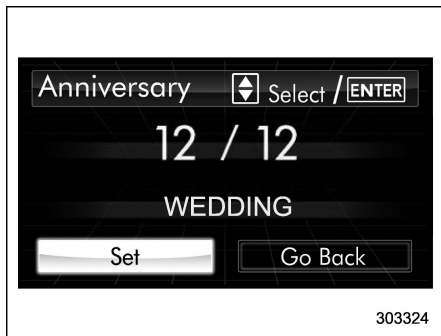 Anniversary Select / ENTER
12 / 12
WEDDING
Set Go Back
303324